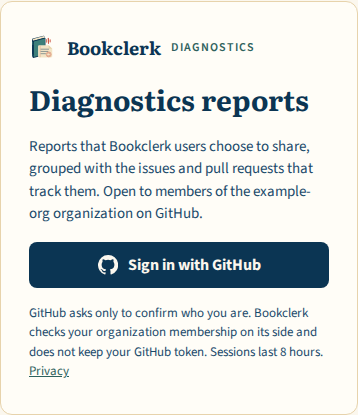 Bookclerk DIAGNOSTICS
Diagnostics reports
Reports that Bookclerk users choose to share,
grouped with the issues and pull requests that
track them. Open to members of the example-
org organization on GitHub.
Sign in with GitHub
GitHub asks only to confirm who you are. Bookclerk
checks your organization membership on its side and
does not keep your GitHub token. Sessions last 8 hours.
Privacy